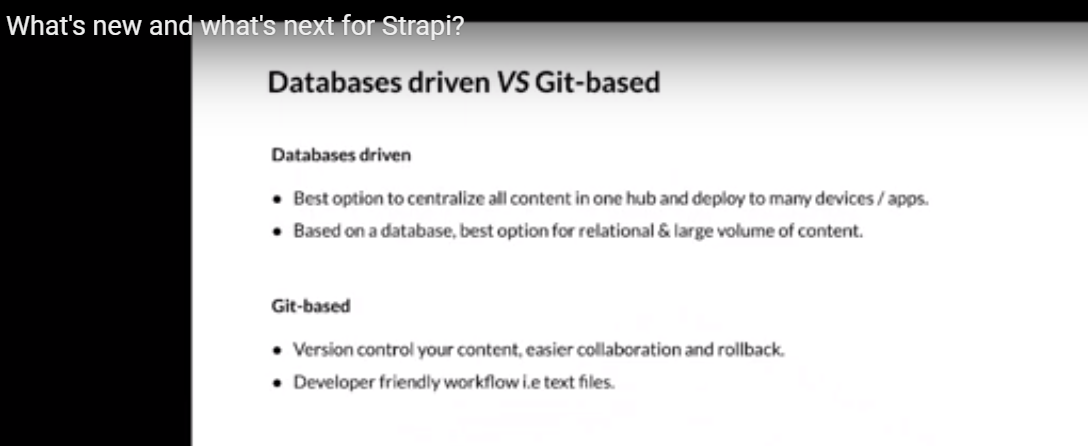 What's new and what's next for Strapi?
Databases driven VS Git-based
Databases driven
• Best option to centralize all content in one hub and deploy to many devices / apps.
• Based on a database, best option for relational & large volume of content.
Git-based
• Version control your content, easier collaboration and rollback.
• Developer friendly workflow i.e text files.